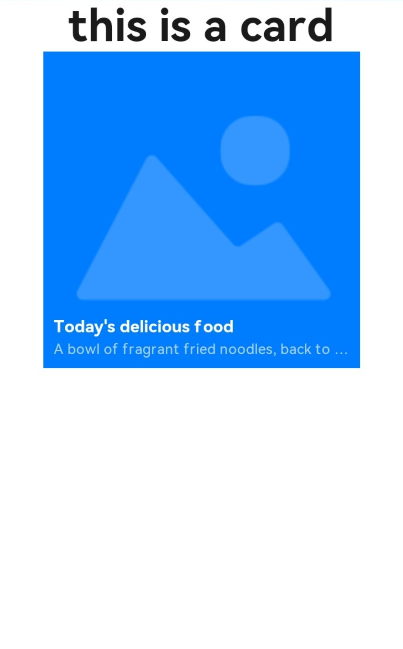 this is a card
Today's delicious food
A bowl of fragrant fried noodles, back to ...